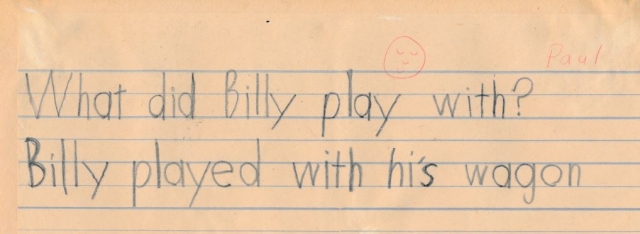 Paul
What did Billy play with?
Billy played with his wagon